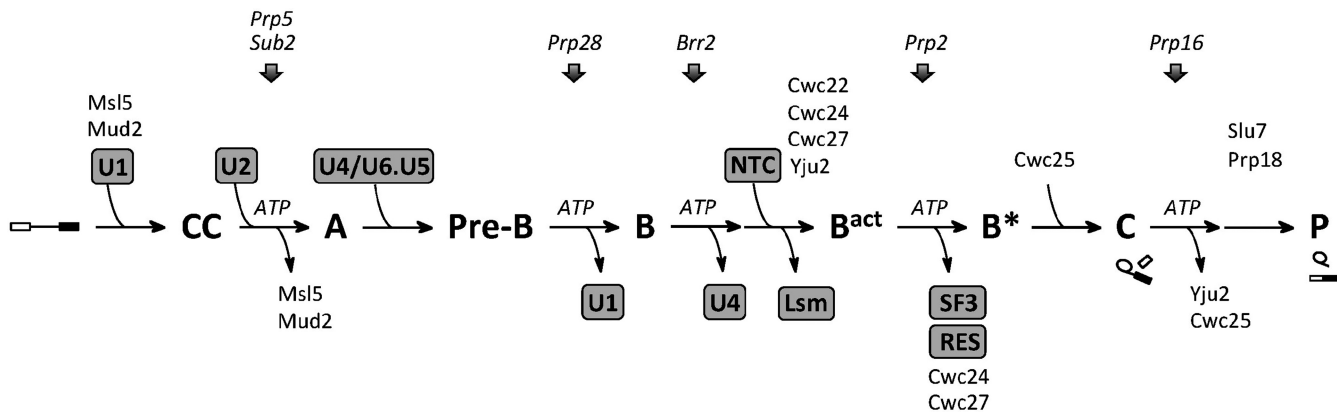 Prp5
Sub2
Prp28
Brr2
Prp2
Prp16
Msl5
Mud2
Cwc22
Cwc24
Cwc27
Yju2
Slu7
Prp18
U1
U2
U4/U6.U5
NTC
Cwc25
ATP
ATP
ATP
ATP
ATP
CC
A
Pre-B
B
Bact
B*
C
P
Msl5
Mud2
U1
U4
Lsm
SF3
RES
Cwc24
Cwc27
Yju2
Cwc25